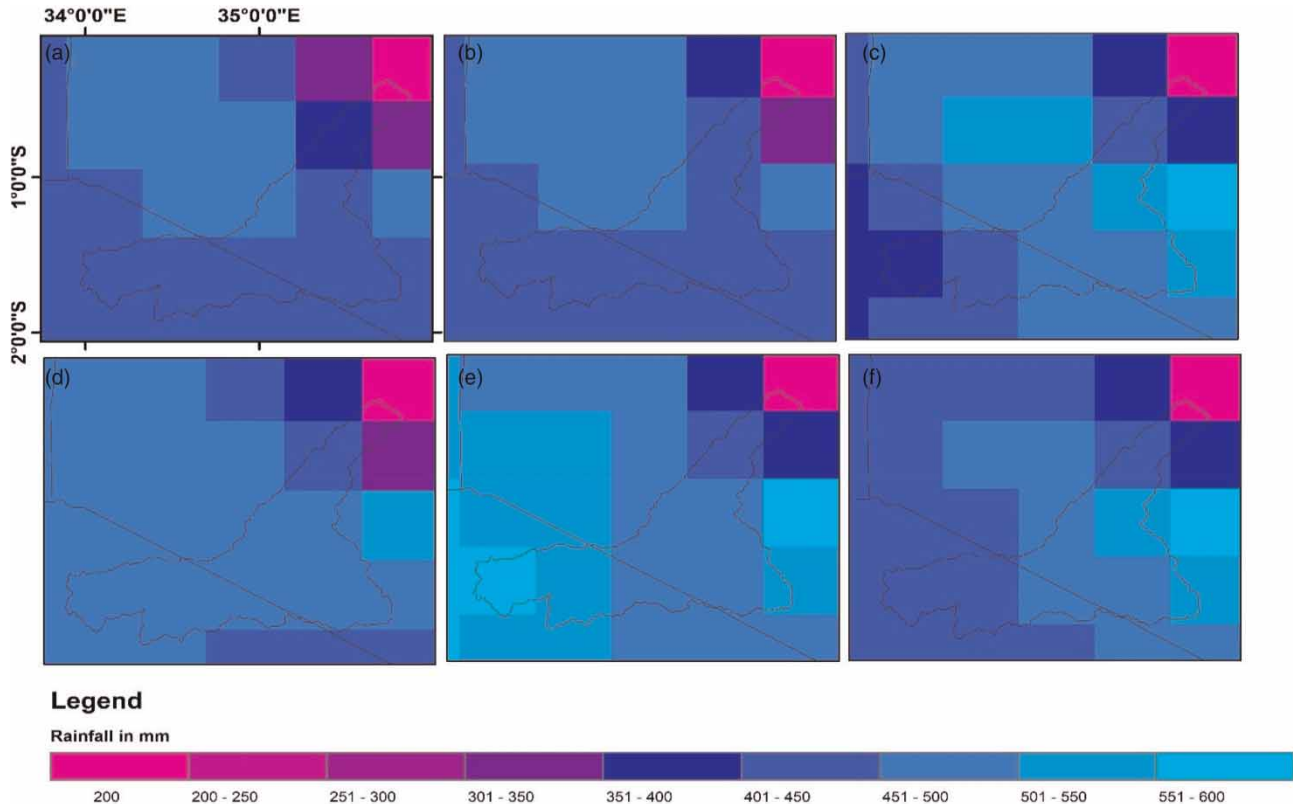 34°0'0"E 35°0'0"E
(a) (b) (c)
1°0'0"S
2°0'0"S
(d) (e) (f)
Legend
Rainfall in mm
200 200 - 250 251 - 300 301 - 350 351 - 400 401 - 450 451 - 500 501 - 550 551 - 600